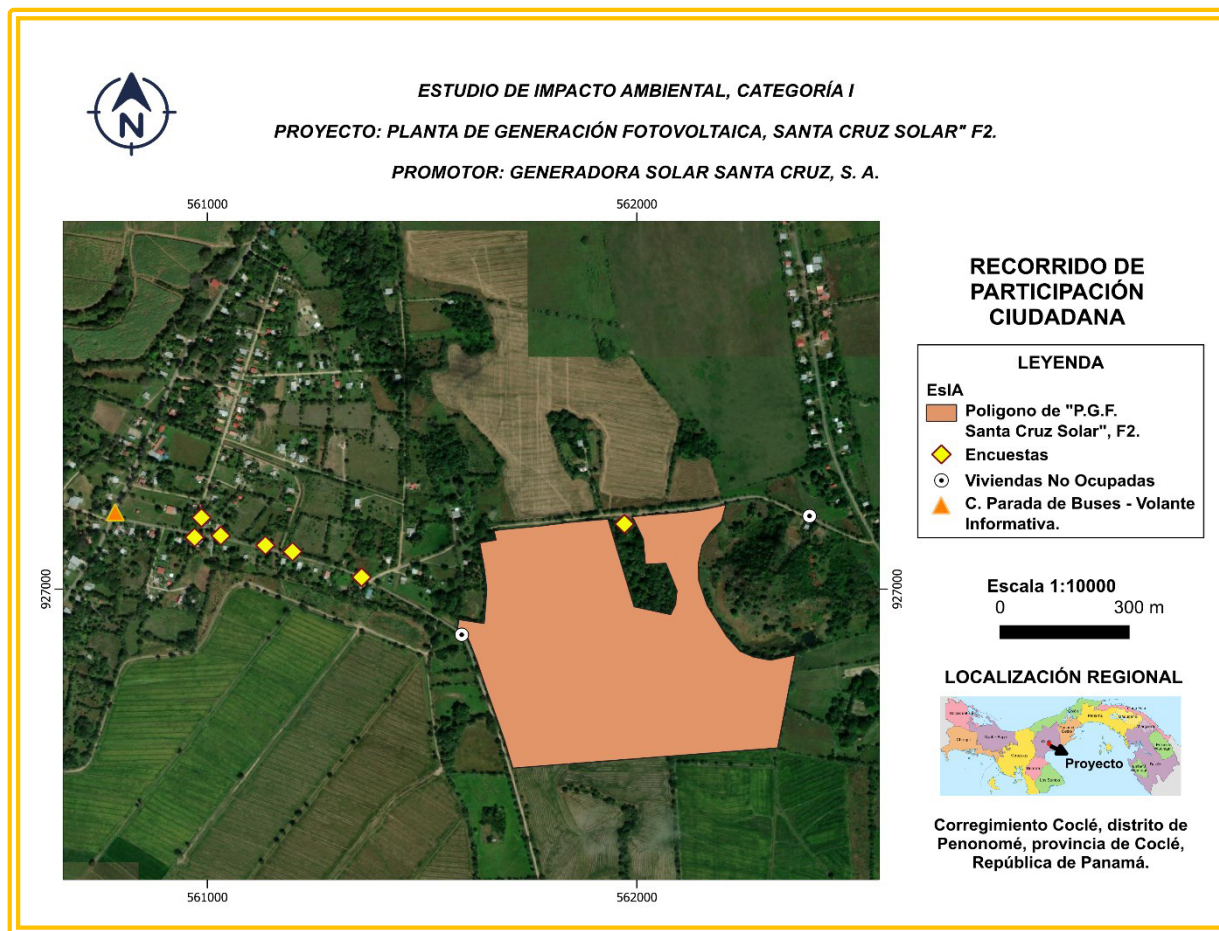 N
ESTUDIO DE IMPACTO AMBIENTAL, CATEGORÍA I
PROYECTO: PLANTA DE GENERACIÓN FOTOVOLTAICA, SANTA CRUZ SOLAR" F2.
PROMOTOR: GENERADORA SOLAR SANTA CRUZ, S. A.
561000
562000
927000
927000
561000
562000
RECORRIDO DE
PARTICIPACIÓN
CIUDADANA
LEYENDA
EsIA
Poligono de "P.G.F.
Santa Cruz Solar", F2.
Encuestas
Viviendas No Ocupadas
C. Parada de Buses - Volante
Informativa.
Escala 1:10000
0 300 m
LOCALIZACIÓN REGIONAL
Proyecto
Corregimiento Coclé, distrito de
Penonomé, provincia de Coclé,
República de Panamá.